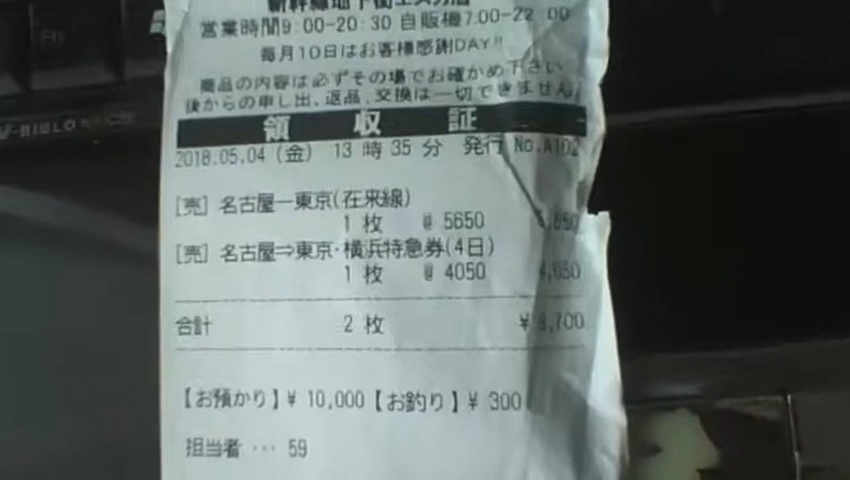 営業時間9:00-20:30 自販機7:00-22:00
毎月10日はお客様感謝DAY!!
商品の内容は必ずその場でお確かめ下さい
後からの申し出、返品、交換は一切できません
領収証
2018.05.04 (金) 13時35分 発行 No.A102
[売] 名古屋ー東京(在来線)
1枚 @ 5650
[売] 名古屋⇒東京・横浜特急券(4日)
1枚 @ 4050
合計 2枚 ¥ 9,700
【お預かり】¥ 10,000【お釣り】¥ 300
担当者 … 59